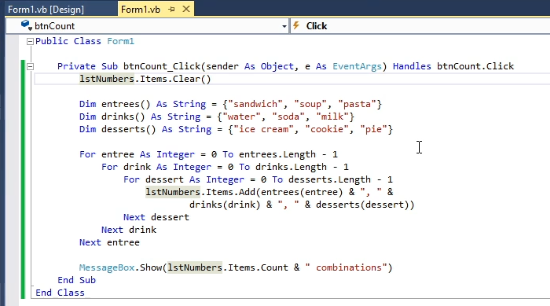 Form1.vb [Design] Form1.vb
btnCount Click
Public Class Form1
Private Sub btnCount_Click(sender As Object, e As EventArgs) Handles btnCount.Click
lstNumbers.Items.Clear()
Dim entrees() As String = {"sandwich", "soup", "pasta"}
Dim drinks() As String = {"water", "soda", "milk"}
Dim desserts() As String = {"ice cream", "cookie", "pie"}
For entree As Integer = 0 To entrees.Length - 1
For drink As Integer = 0 To drinks.Length - 1
For dessert As Integer = 0 To desserts.Length - 1
lstNumbers.Items.Add(entrees(entree) & ", " &
drinks(drink) & ", " & desserts(dessert))
Next dessert
Next drink
Next entree
MessageBox.Show(lstNumbers.Items.Count & " combinations")
End Sub
End Class